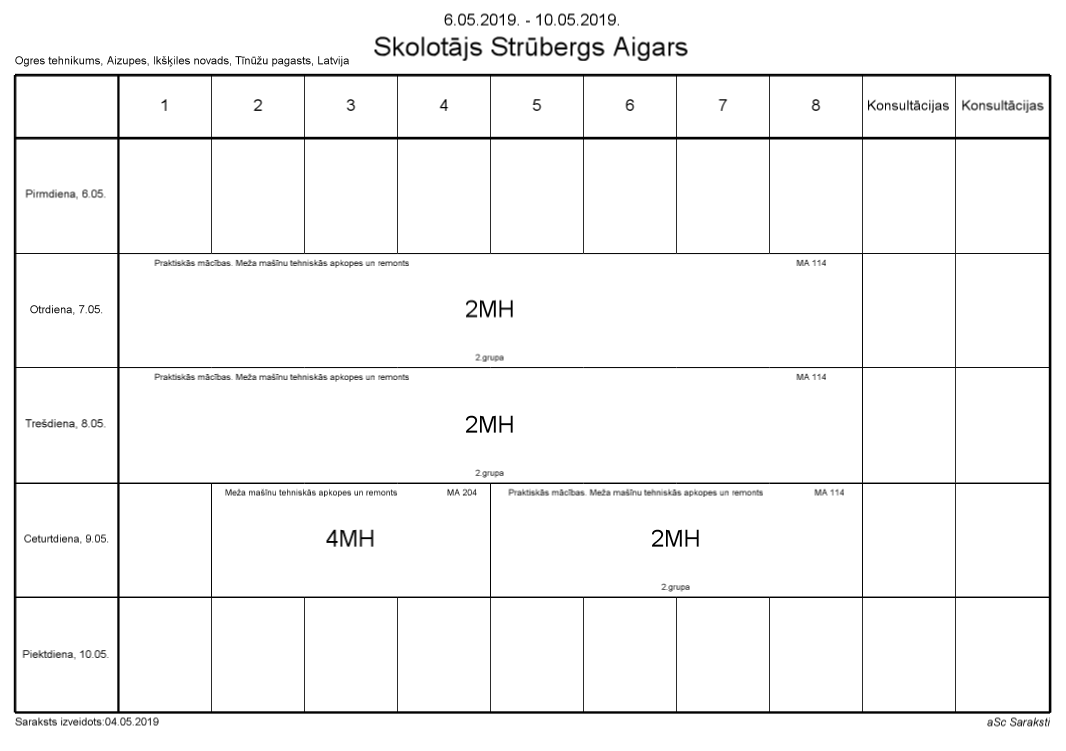 6.05.2019. - 10.05.2019.
Skolotājs Strūbergs Aigars
Ogres tehnikums, Aizupes, Ikšķiles novads, Tīnūžu pagasts, Latvija
1 2 3 4 5 6 7 8 Konsultācijas Konsultācijas
Pirmdiena, 6.05.
Praktiskās mācības. Meža mašīnu tehniskās apkopes un remonts MA 114
Otrdiena, 7.05. 2MH
2.grupa
Praktiskās mācības. Meža mašīnu tehniskās apkopes un remonts MA 114
Trešdiena, 8.05. 2MH
2.grupa
Meža mašīnu tehniskās apkopes un remonts MA 204 Praktiskās mācības. Meža mašīnu tehniskās apkopes un remonts MA 114
Ceturtdiena, 9.05. 4MH 2MH
2.grupa
Piektdiena, 10.05.
Saraksts izveidots:04.05.2019 aSc Saraksti